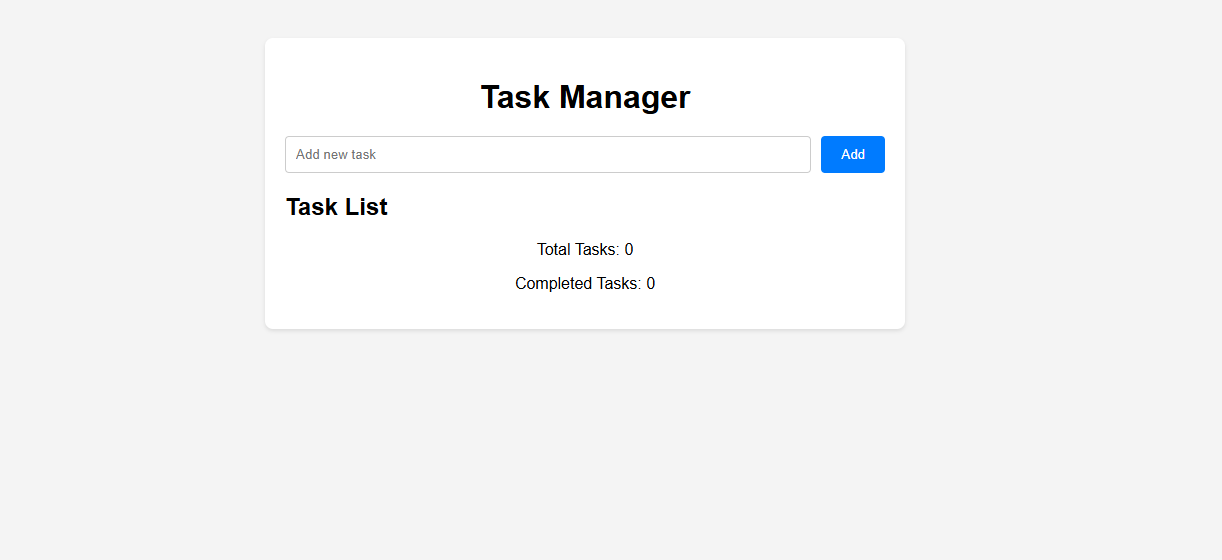 Task Manager
Add new task
Add
Task List
Total Tasks: 0
Completed Tasks: 0